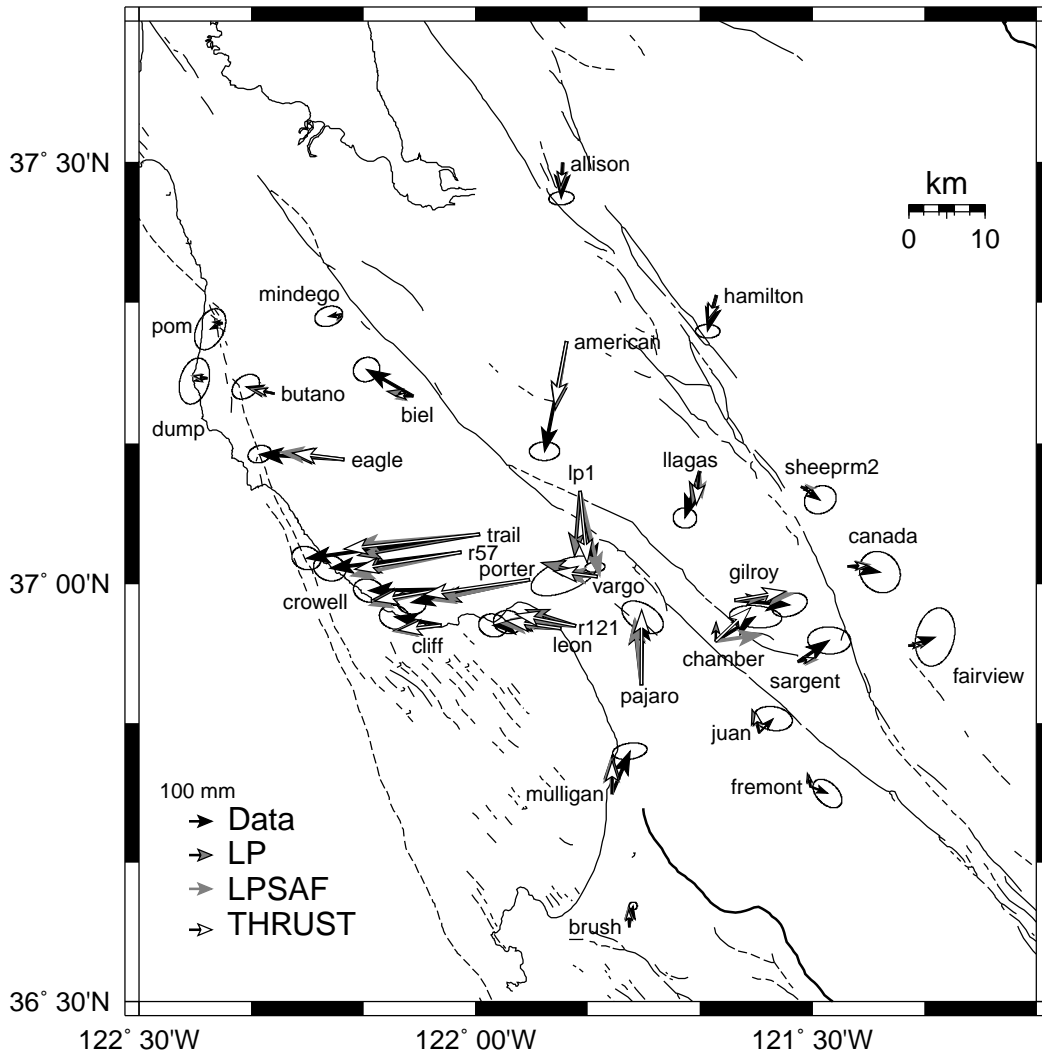 37° 30'N
allison
km
0 10
hamilton
mindego
pom
american
butano
biel
dump
eagle
lp1
llagas
sheeprm2
canada
trail
r57
37° 00'N
porter
gilroy
vargo
crowell
cliff
r121
leon
chamber
sargent
fairview
pajaro
juan
mulligan
fremont
100 mm
Data
LP
LPSAF
THRUST
brush
36° 30'N
122° 30'W 122° 00'W 121° 30'W